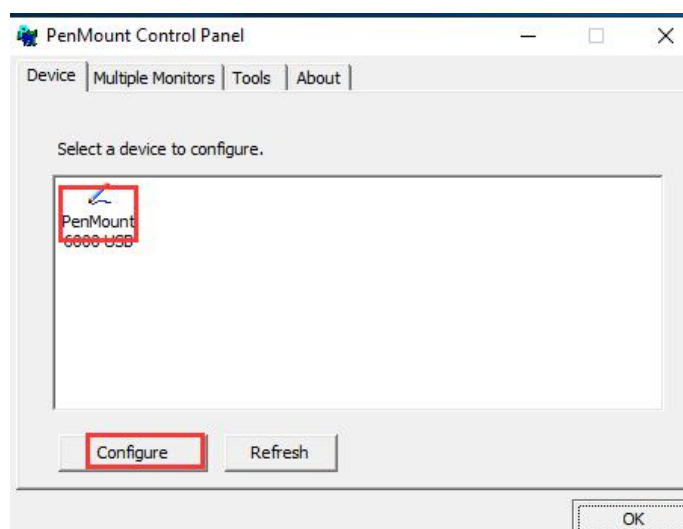 PenMount Control Panel
Device Multiple Monitors Tools About
Select a device to configure.
PenMount
6000 USB
Configure Refresh
OK